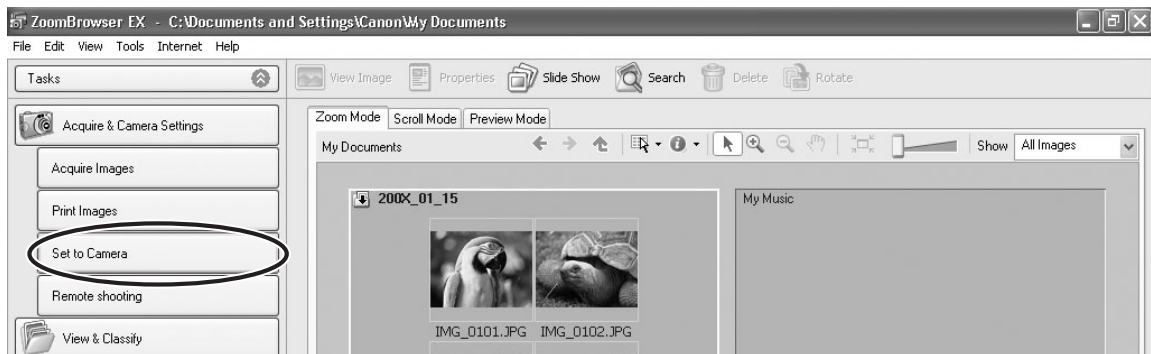 ZoomBrowser EX - C:\Documents and Settings\Canon\My Documents
File Edit View Tools Internet Help
Tasks
View Image Properties Slide Show Search Delete Rotate
Acquire & Camera Settings
Acquire Images
Print Images
Set to Camera
Remote shooting
View & Classify
Zoom Mode Scroll Mode Preview Mode
My Documents Show All Images
200X_01_15 My Music
IMG_0101.JPG IMG_0102.JPG